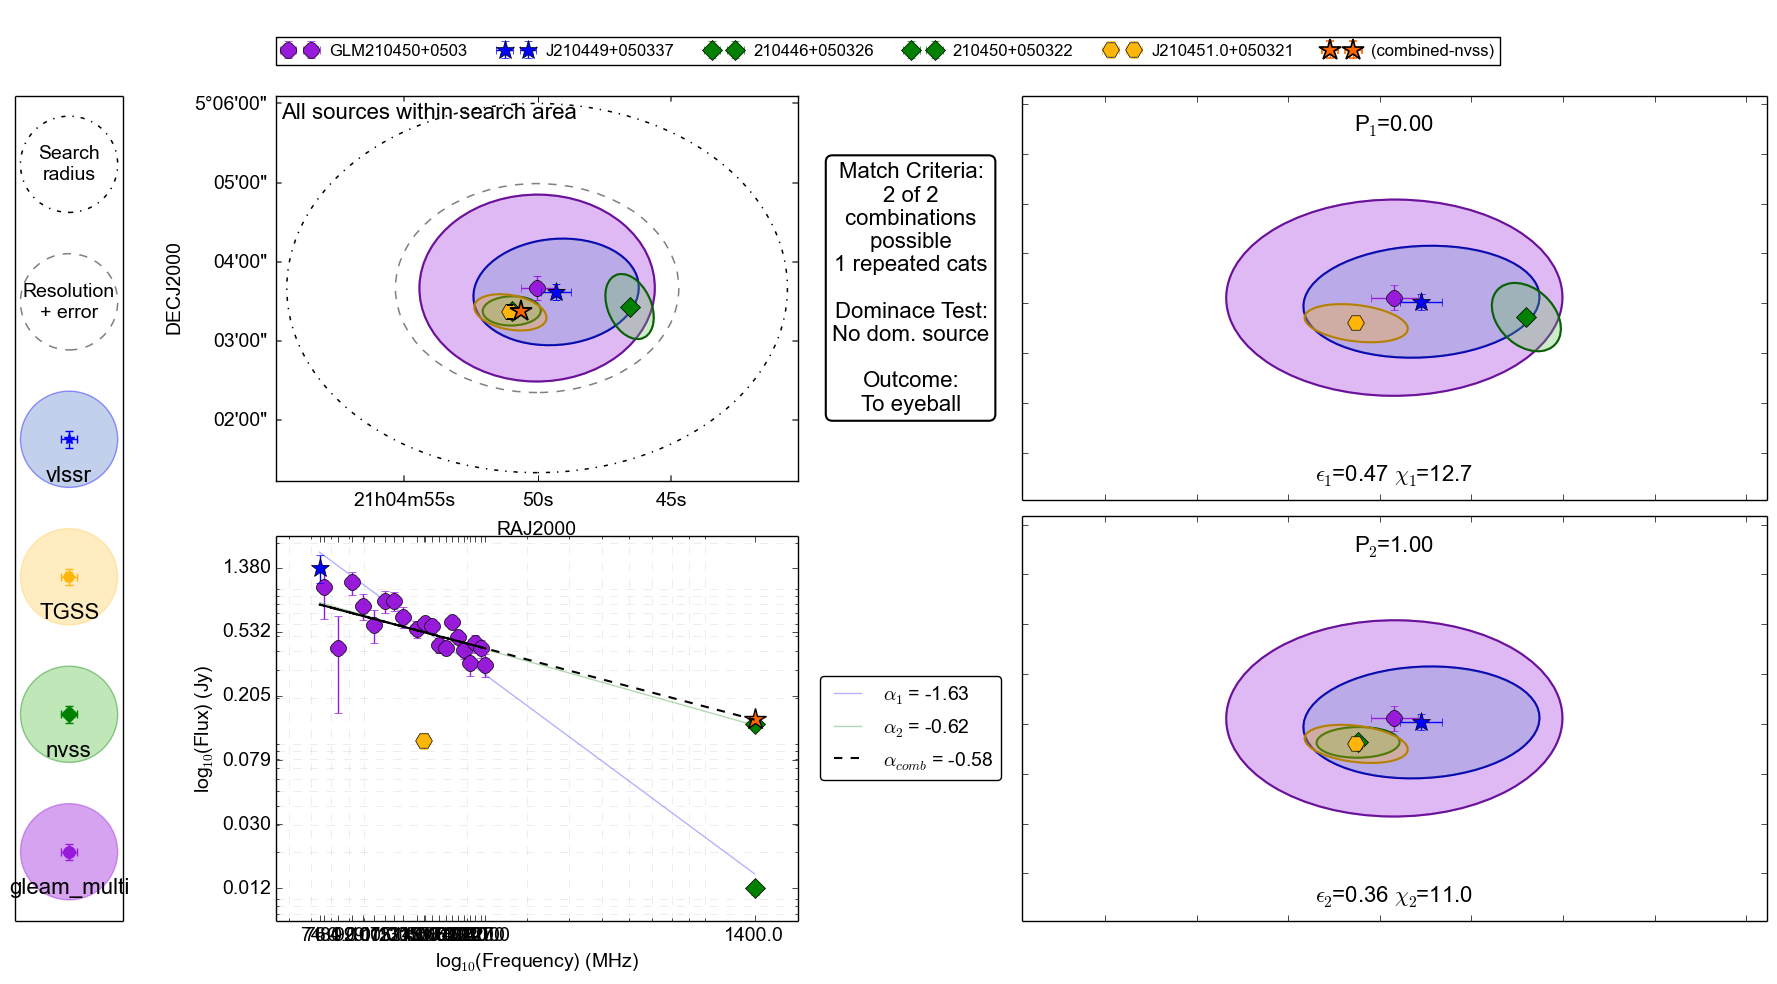 GLM210450+0503 J210449+050337 210446+050326 210450+050322 J210451.0+050321 (combined-nvss)
Search
radius
Resolution
+ error
vlssr
TGSS
nvss
gleam_multi
All sources within search area
5°06'00"
05'00"
04'00"
03'00"
02'00"
DECJ2000
21h04m55s 50s 45s
RAJ2000
Match Criteria:
2 of 2
combinations
possible
1 repeated cats
Dominace Test:
No dom. source
Outcome:
To eyeball
P1=0.00
ϵ1=0.47 χ1=12.7
P2=1.00
ϵ2=0.36 χ2=11.0
1.380
0.532
0.205
0.079
0.030
0.012
log10(Flux) (Jy)
1400.0
log10(Frequency) (MHz)
α1 = -1.63
α2 = -0.62
αcomb = -0.58